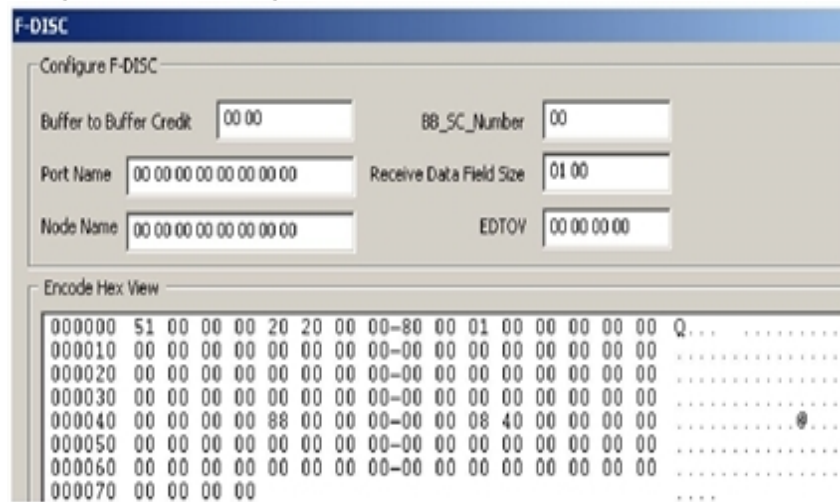 F-DISC
Configure F-DISC
Buffer to Buffer Credit 00 00 BB_SC_Number 00
Port Name 00 00 00 00 00 00 00 00 Receive Data Field Size 01 00
Node Name 00 00 00 00 00 00 00 00 EDTOV 00 00 00 00
Encode Hex View
000000 51 00 00 00 20 20 00 00-80 00 01 00 00 00 00 00 Q... .........
000010 00 00 00 00 00 00 00 00-00 00 00 00 00 00 00 00 ..............
000020 00 00 00 00 00 00 00 00-00 00 00 00 00 00 00 00 ..............
000030 00 00 00 00 00 00 00 00-00 00 00 00 00 00 00 00 ..............
000040 00 00 00 00 88 00 00 00-00 00 08 40 00 00 00 00 ...........@..
000050 00 00 00 00 00 00 00 00-00 00 00 00 00 00 00 00 ..............
000060 00 00 00 00 00 00 00 00-00 00 00 00 00 00 00 00 ..............
000070 00 00 00 00 ....